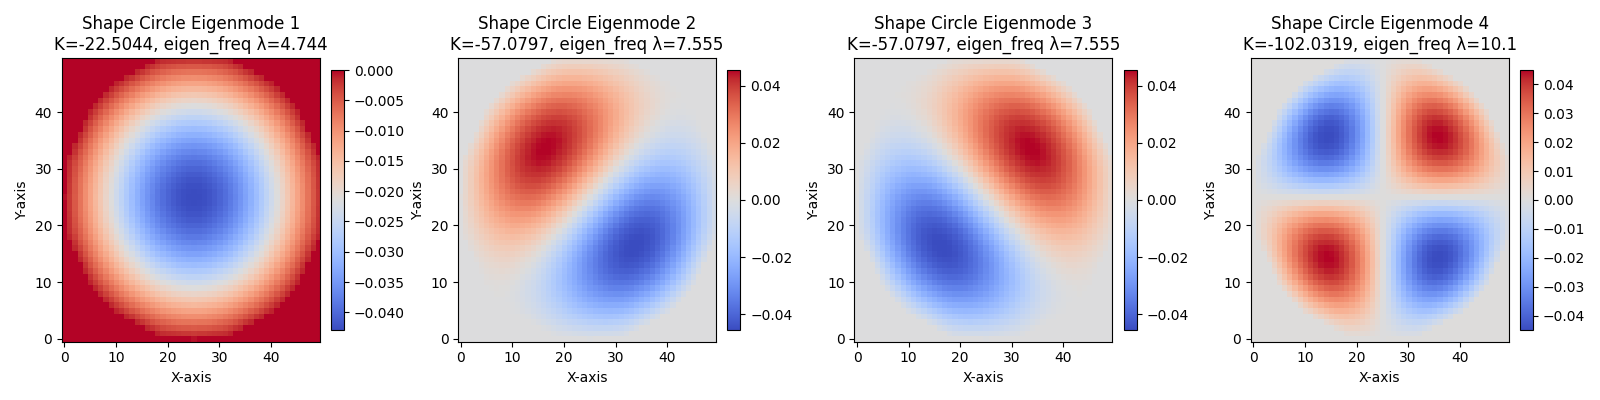 Shape Circle Eigenmode 1
K=-22.5044, eigen_freq λ=4.744
Y-axis
40
30
20
10
0
0 10 20 30 40
X-axis
0.000
−0.005
−0.010
−0.015
−0.020
−0.025
−0.030
−0.035
−0.040
Shape Circle Eigenmode 2
K=-57.0797, eigen_freq λ=7.555
Y-axis
40
30
20
10
0
0 10 20 30 40
X-axis
0.04
0.02
0.00
−0.02
−0.04
Shape Circle Eigenmode 3
K=-57.0797, eigen_freq λ=7.555
Y-axis
40
30
20
10
0
0 10 20 30 40
X-axis
0.04
0.02
0.00
−0.02
−0.04
Shape Circle Eigenmode 4
K=-102.0319, eigen_freq λ=10.1
Y-axis
40
30
20
10
0
0 10 20 30 40
X-axis
0.04
0.03
0.02
0.01
0.00
−0.01
−0.02
−0.03
−0.04